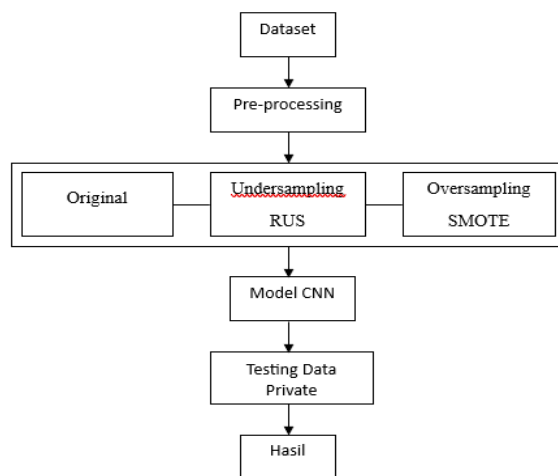 Dataset
Pre-processing
Original
Undersampling
RUS
Oversampling
SMOTE
Model CNN
Testing Data
Private
Hasil